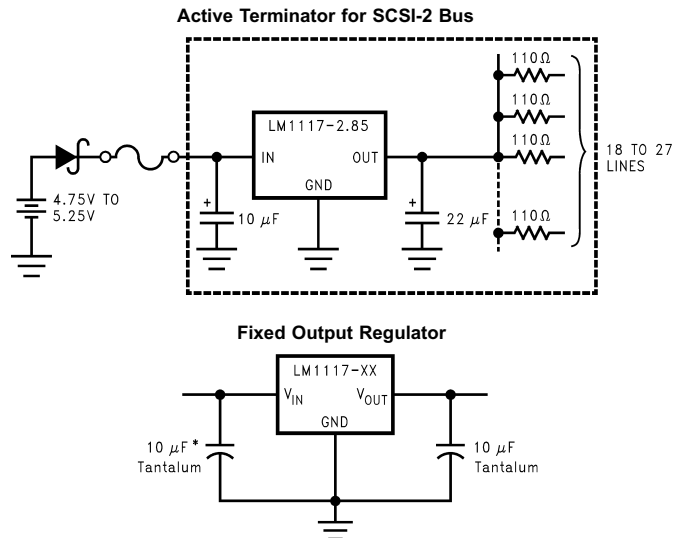 Active Terminator for SCSI-2 Bus
110Ω
110Ω
110Ω
110Ω
18 TO 27
LINES
LM1117-2.85
IN
OUT
GND
4.75V TO
5.25V
+
10 μF
+
22 μF
Fixed Output Regulator
LM1117-XX
VIN
VOUT
GND
10 μF*
Tantalum
10 μF
Tantalum